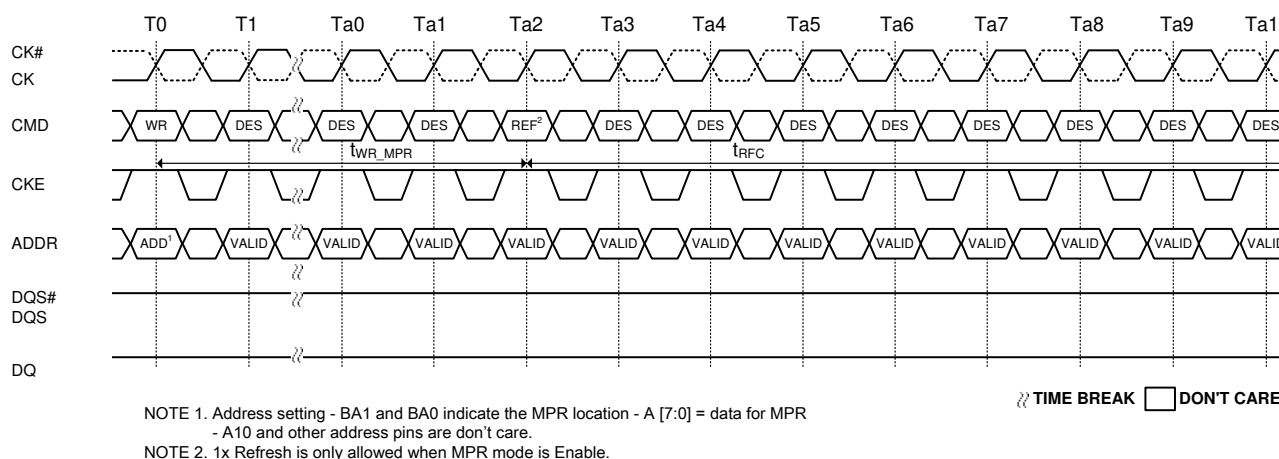 T0 T1 Ta0 Ta1 Ta2 Ta3 Ta4 Ta5 Ta6 Ta7 Ta8 Ta9 Ta1
CK#
CK
CMD WR DES DES DES REF2 DES DES DES DES DES DES DES DES
tWR_MPR tRFC
CKE
ADDR ADD1 VALID VALID VALID VALID VALID VALID VALID VALID VALID VALID VALID VALID
DQS#
DQS
DQ
TIME BREAK DON'T CARE
NOTE 1. Address setting - BA1 and BA0 indicate the MPR location - A [7:0] = data for MPR
- A10 and other address pins are don't care.
NOTE 2. 1x Refresh is only allowed when MPR mode is Enable.